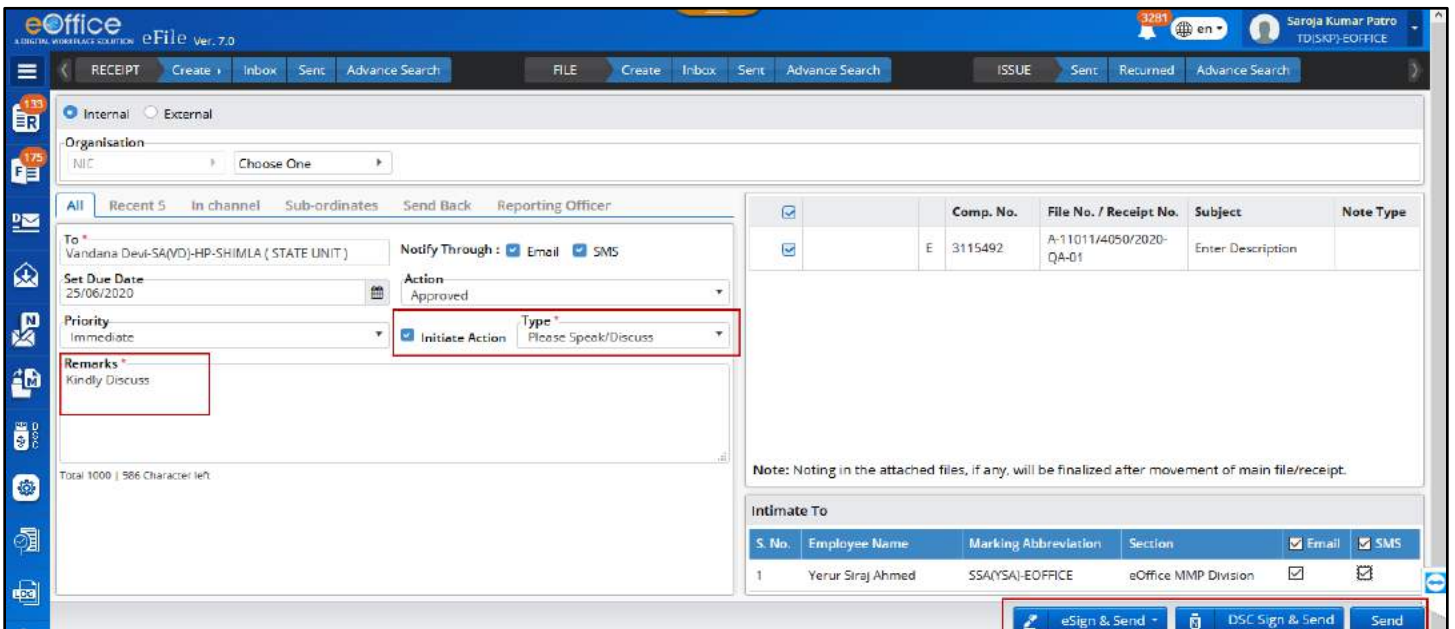 eOffice
A DIGITAL WORKPLACE SOLUTION eFile Ver. 7.0
3281
en
Saroja Kumar Patro
TD(SKP)-EOFFICE
RECEIPT Create Inbox Sent Advance Search FILE Create Inbox Sent Advance Search ISSUE Sent Returned Advance Search
133
R
175
F
D
N
M
DSC
Internal External
Organisation
NIC Choose One
All Recent 5 In channel Sub-ordinates Send Back Reporting Officer
To *
Vandana Devi-SA(VD)-HP-SHIMLA ( STATE UNIT )
Notify Through : Email SMS
Set Due Date
25/06/2020
Action
Approved
Priority
Immediate
Initiate Action
Type *
Please Speak/Discuss
Remarks *
Kindly Discuss
Total 1000 | 986 Character left
Comp. No. File No. / Receipt No. Subject Note Type
E 3115492 A-11011/4050/2020-
QA-01
Enter Description
Note: Noting in the attached files, if any, will be finalized after movement of main file/receipt.
Intimate To
S. No. Employee Name Marking Abbreviation Section Email SMS
1 Yerur Siraj Ahmed SSA(YSA)-EOFFICE eOffice MMP Division
eSign & Send DSC Sign & Send Send